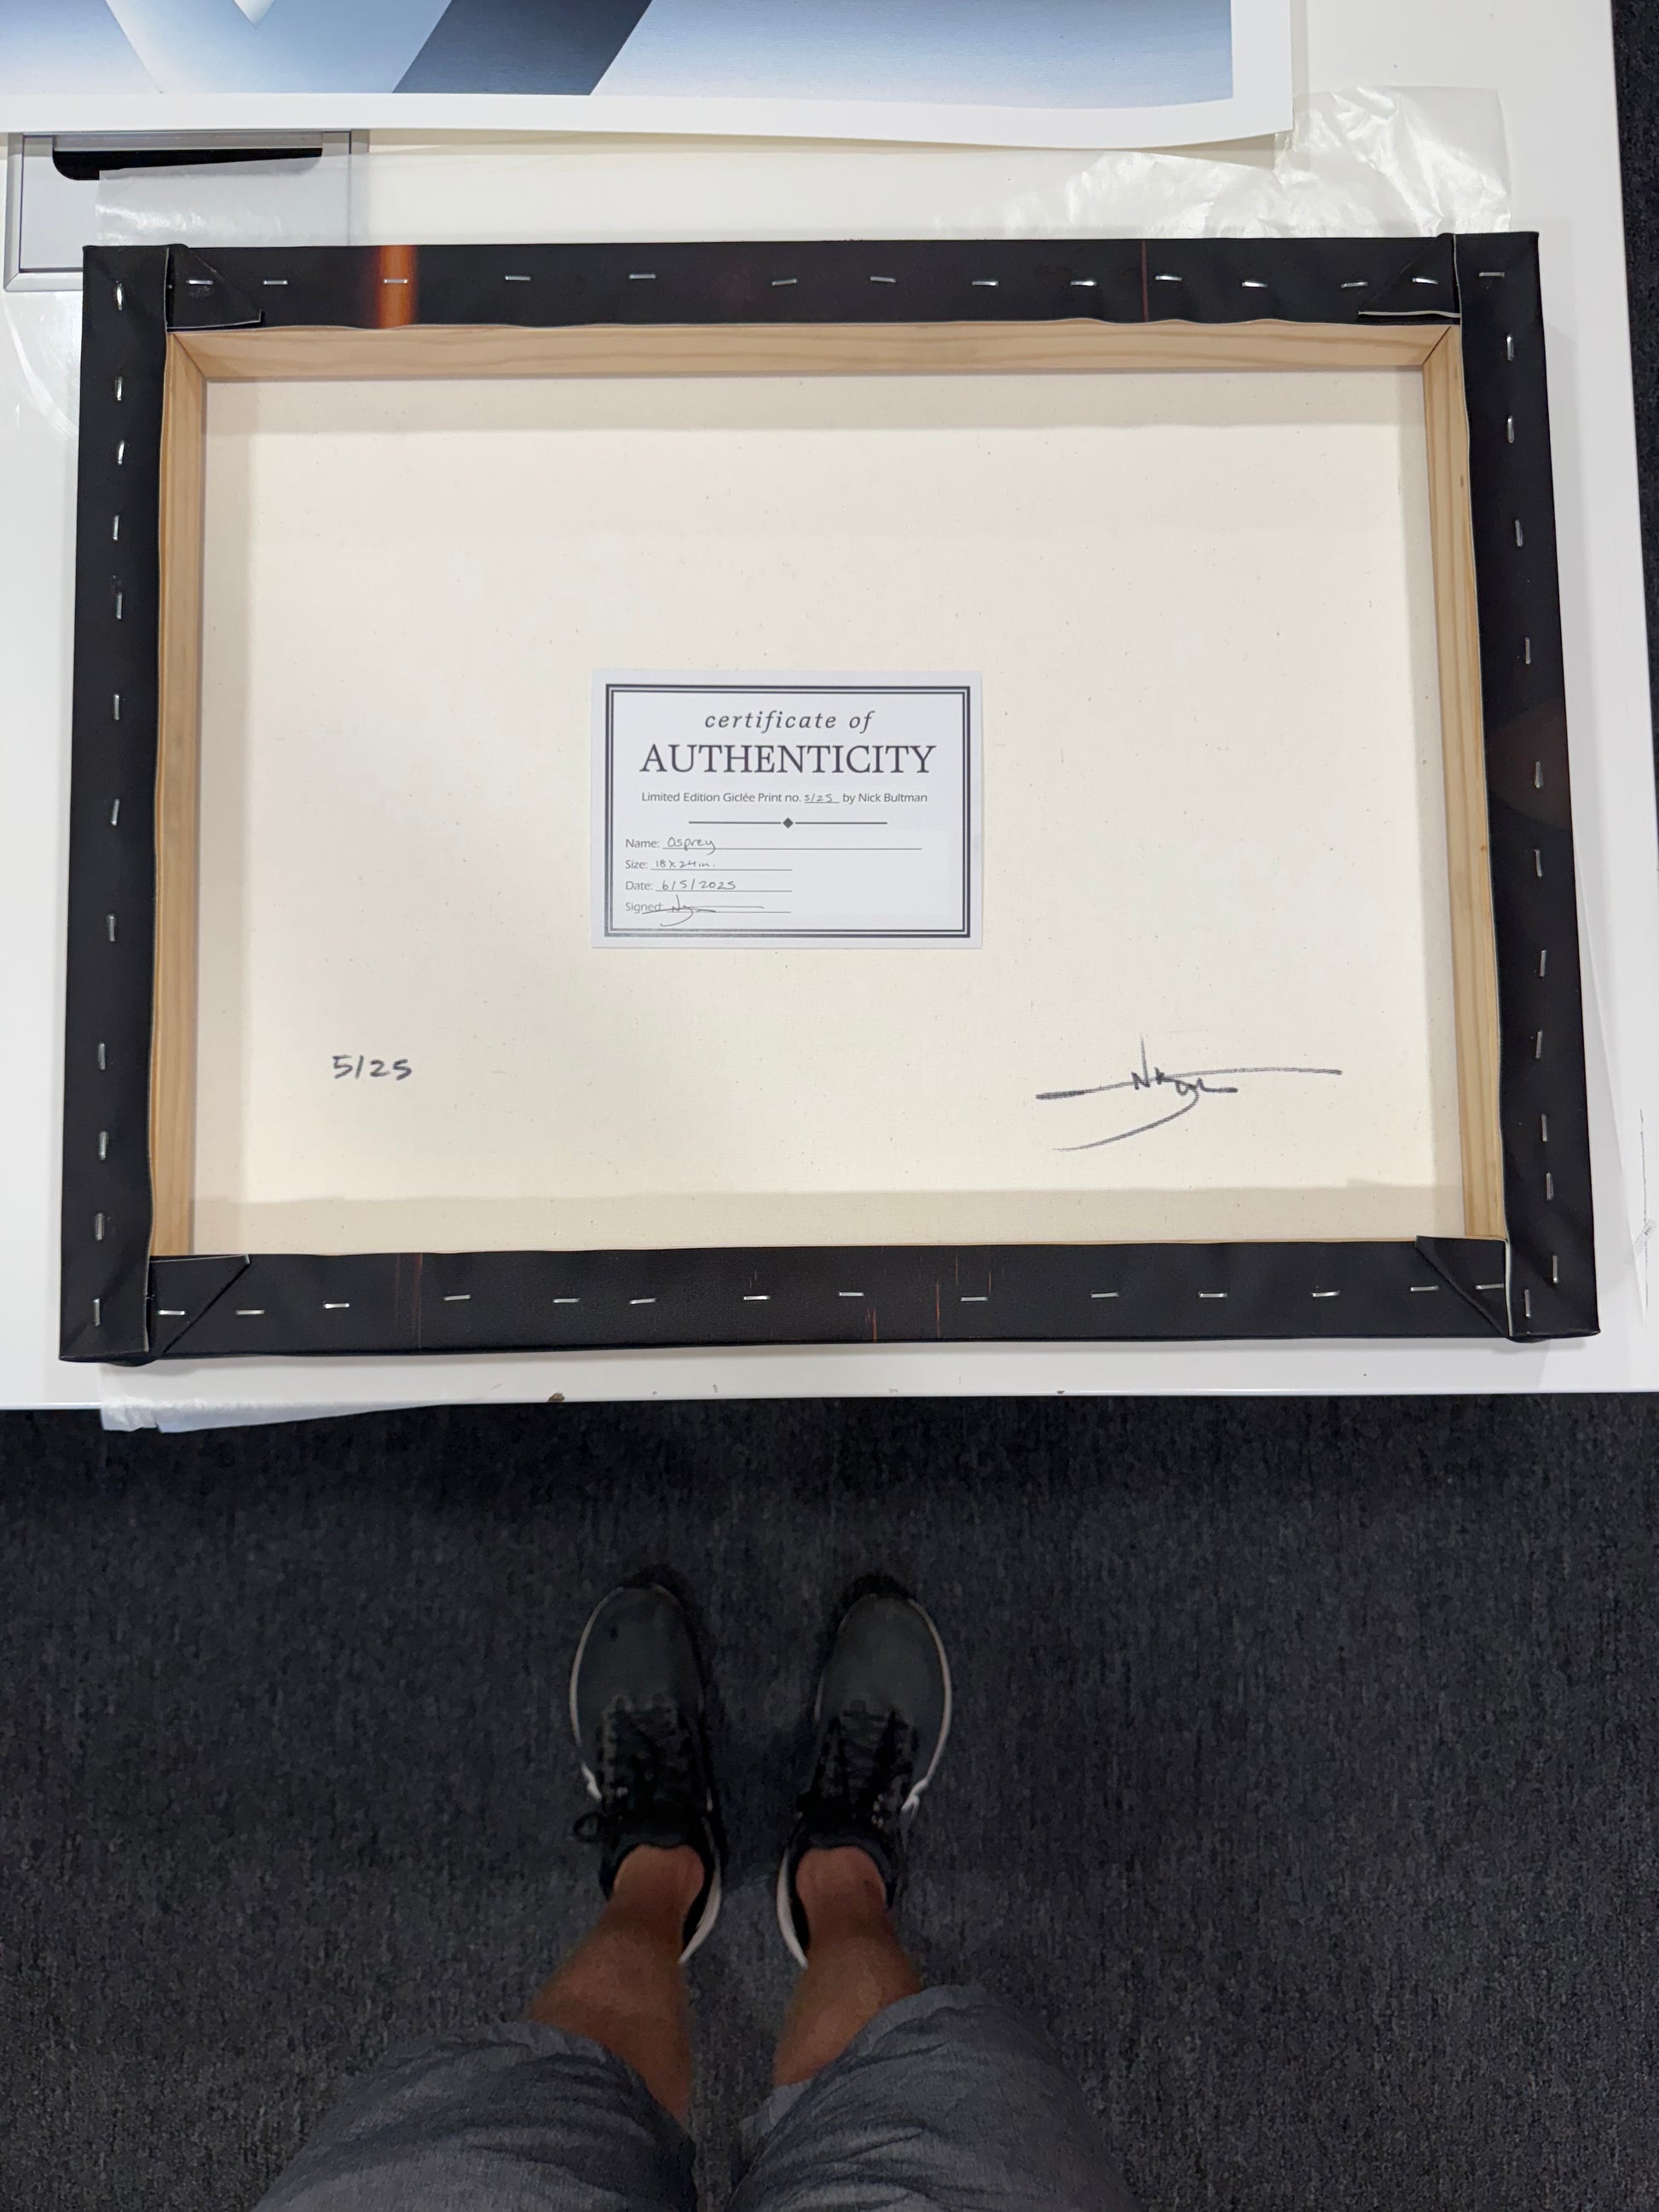 certificate of
AUTHENTICITY
Limited Edition Giclée Print no. 5/25 by Nick Bultman
Name: Osprey
Size: 18 x 24 in.
Date: 6/5/2025
Signed:
5/25